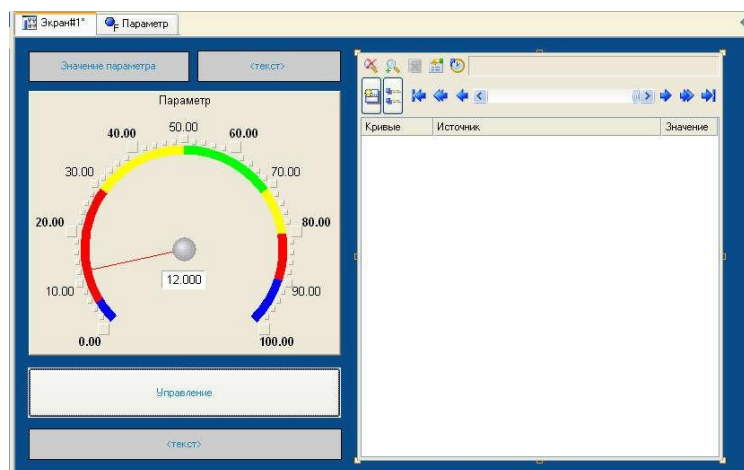 Экран#1*
F Параметр
Значение параметра
<текст>
Параметр
0.00
10.00
20.00
30.00
40.00
50.00
60.00
70.00
80.00
90.00
100.00
12.000
Управление
<текст>
Кривые
Источник
Значение